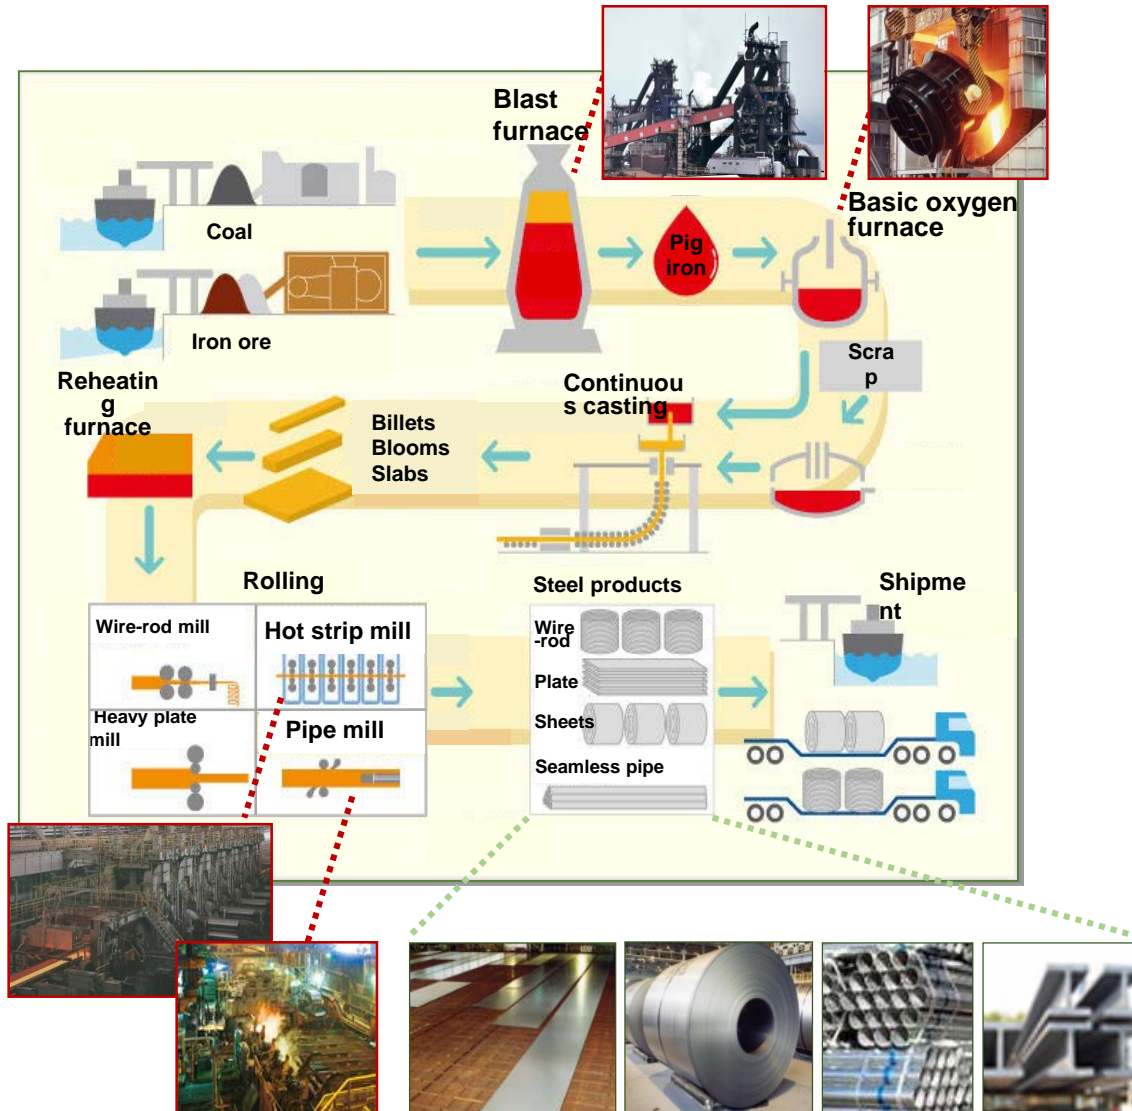 Blast
furnace
Basic oxygen
furnace
Coal
Pig
iron
Iron ore
Scra
p
Reheatin
g
furnace
Continuou
s casting
Billets
Blooms
Slabs
Rolling
Steel products
Shipme
nt
Wire-rod mill
Hot strip mill
Wire
-rod
Plate
Heavy plate
mill
Pipe mill
Sheets
Seamless pipe